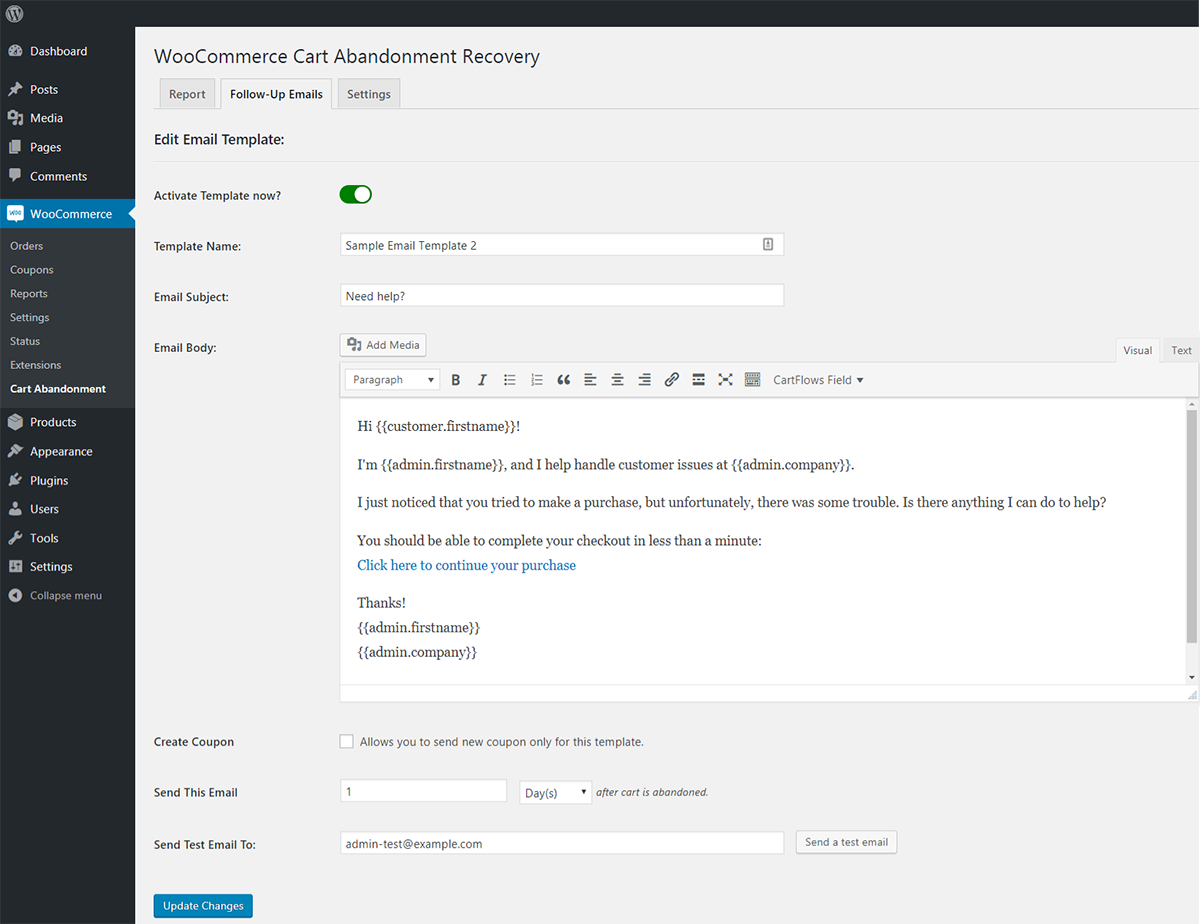 Dashboard
Posts
Media
Pages
Comments
woo WooCommerce
Orders
Coupons
Reports
Settings
Status
Extensions
Cart Abandonment
Products
Appearance
Plugins
Users
Tools
Settings
Collapse menu
WooCommerce Cart Abandonment Recovery
Report Follow-Up Emails Settings
Edit Email Template:
Activate Template now?
Template Name: Sample Email Template 2
Email Subject: Need help?
Email Body: Add Media Visual Text
Paragraph B I CartFlows Field
Hi {{customer.firstname}}!
I'm {{admin.firstname}}, and I help handle customer issues at {{admin.company}}.
I just noticed that you tried to make a purchase, but unfortunately, there was some trouble. Is there anything I can do to help?
You should be able to complete your checkout in less than a minute:
Click here to continue your purchase
Thanks!
{{admin.firstname}}
{{admin.company}}
Create Coupon Allows you to send new coupon only for this template.
Send This Email 1 Day(s) after cart is abandoned.
Send Test Email To: admin-test@example.com Send a test email
Update Changes